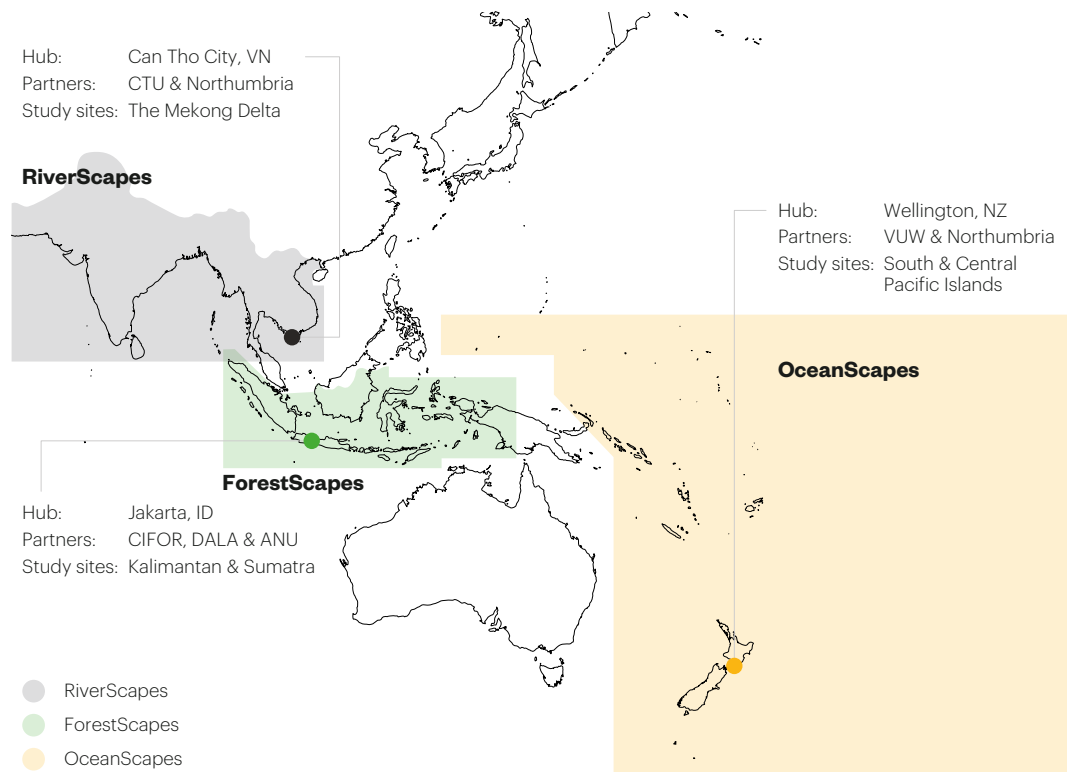 Hub: Can Tho City, VN
Partners: CTU & Northumbria
Study sites: The Mekong Delta
RiverScapes
Hub: Wellington, NZ
Partners: VUW & Northumbria
Study sites: South & Central
Pacific Islands
OceanScapes
ForestScapes
Hub: Jakarta, ID
Partners: CIFOR, DALA & ANU
Study sites: Kalimantan & Sumatra
RiverScapes
ForestScapes
OceanScapes